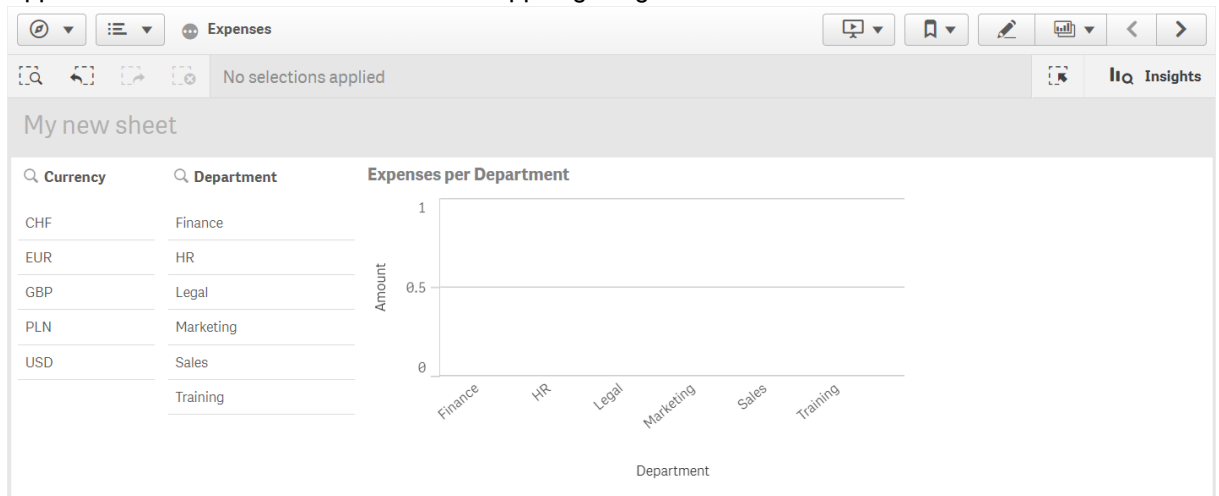 Expenses
No selections applied
Insights
My new sheet
Currency
Department
Expenses per Department
CHF
Finance
EUR
HR
GBP
Legal
PLN
Marketing
USD
Sales
Training
1
0.5
0
Amount
Finance
HR
Legal
Marketing
Sales
Training
Department